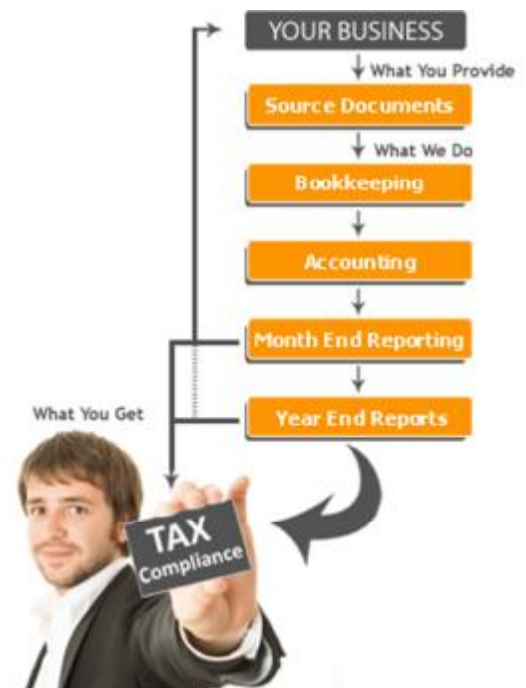 YOUR BUSINESS
What You Provide
Source Documents
What We Do
Bookkeeping
Accounting
Month End Reporting
Year End Reports
What You Get
TAX
Compliance